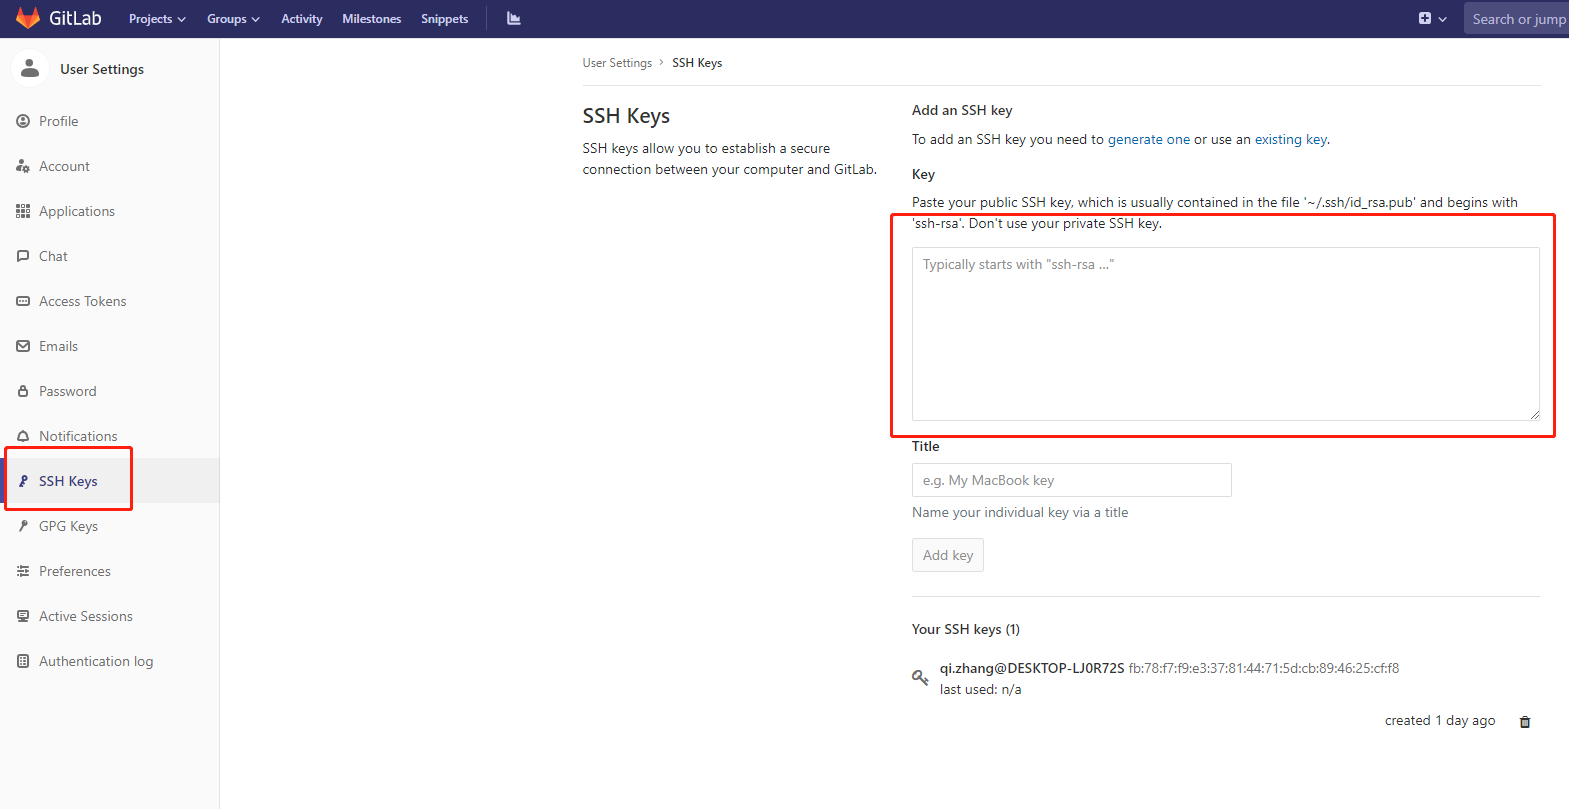 GitLab Projects Groups Activity Milestones Snippets Search or jump
User Settings
Profile
Account
Applications
Chat
Access Tokens
Emails
Password
Notifications
SSH Keys
GPG Keys
Preferences
Active Sessions
Authentication log
User Settings › SSH Keys
SSH Keys
SSH keys allow you to establish a secure
connection between your computer and GitLab.
Add an SSH key
To add an SSH key you need to generate one or use an existing key.
Key
Paste your public SSH key, which is usually contained in the file '~/.ssh/id_rsa.pub' and begins with
'ssh-rsa'. Don't use your private SSH key.
Typically starts with "ssh-rsa ..."
Title
e.g. My MacBook key
Name your individual key via a title
Add key
Your SSH keys (1)
qi.zhang@DESKTOP-LJ0R72S fb:78:f7:f9:e3:37:81:44:71:5d:cb:89:46:25:cf:f8
last used: n/a
created 1 day ago